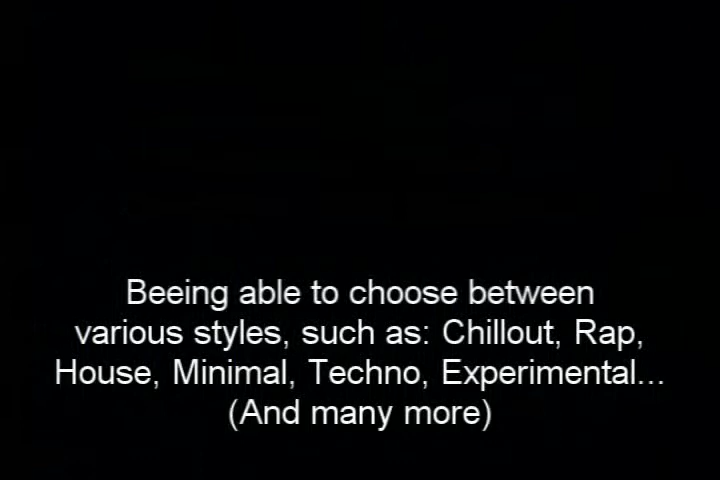 Beeing able to choose between
various styles, such as: Chillout, Rap,
House, Minimal, Techno, Experimental...
(And many more)